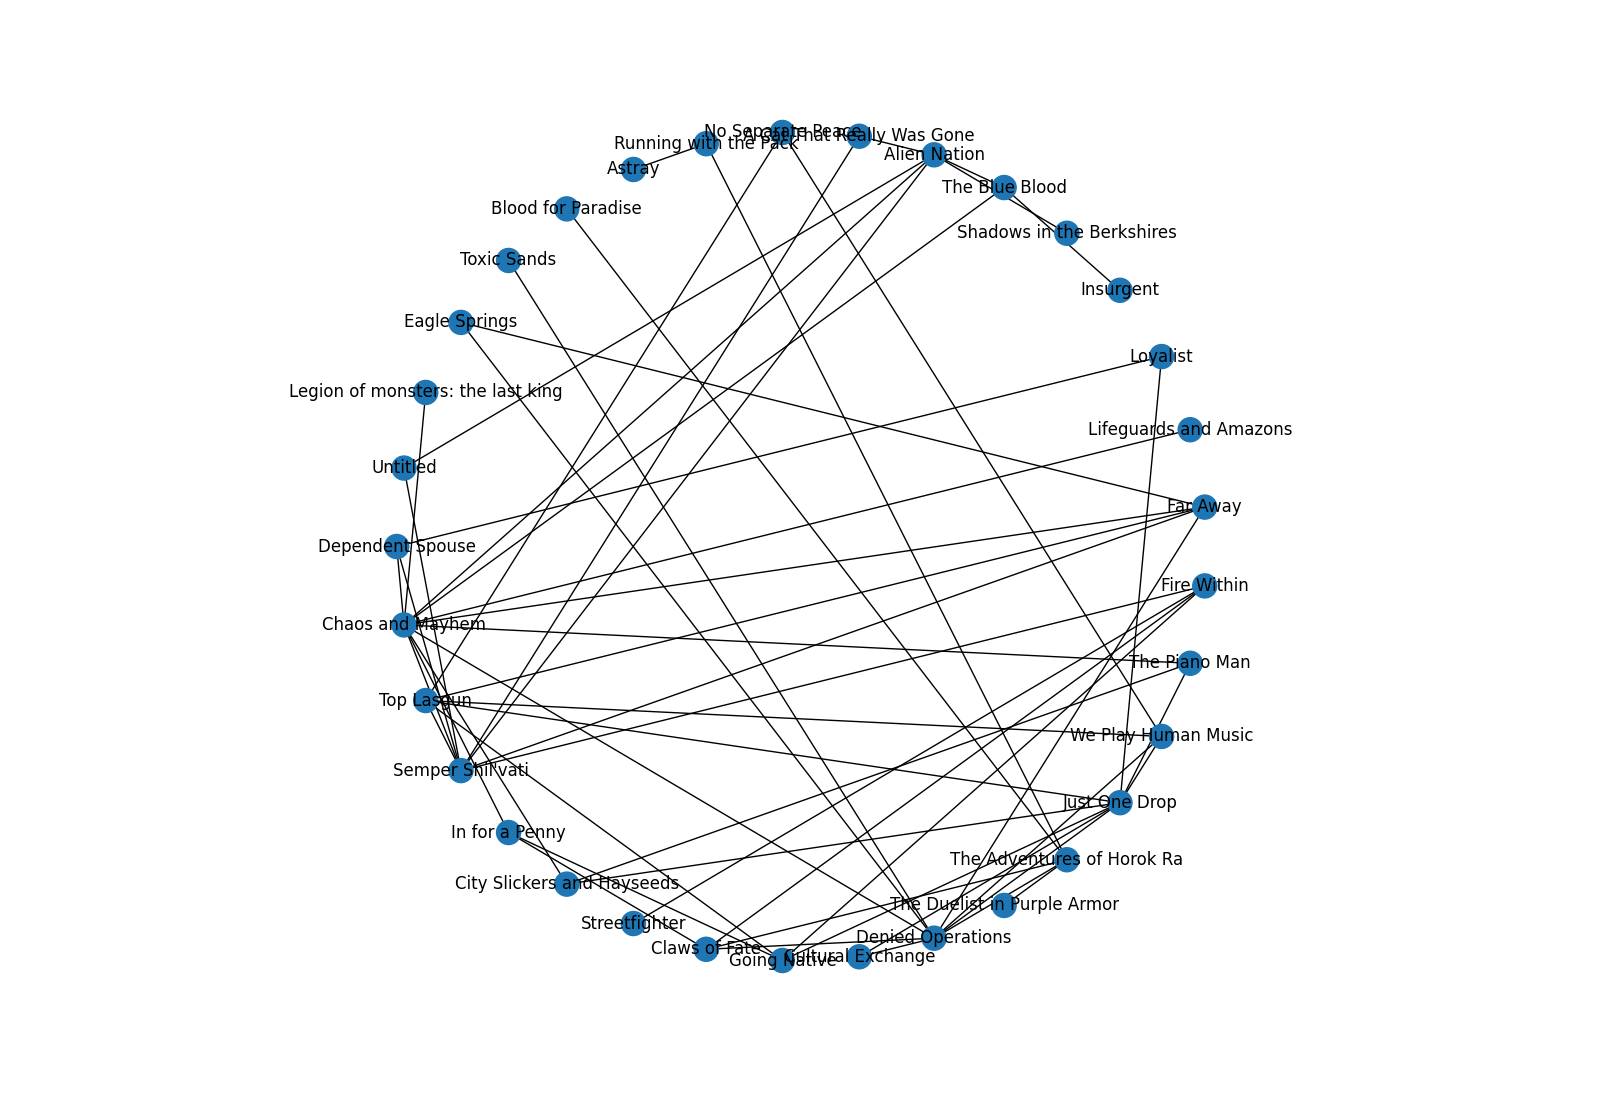 No Separate Peace
A Cat That Really Was Gone
Running with the Pack
Alien Nation
Astray
The Blue Blood
Blood for Paradise
Shadows in the Berkshires
Toxic Sands
Insurgent
Eagle Springs
Loyalist
Legion of monsters: the last king
Lifeguards and Amazons
Untitled
Far Away
Dependent Spouse
Fire Within
Chaos and Mayhem
The Piano Man
Top Lasgun
We Play Human Music
Semper Shil'vati
Just One Drop
In for a Penny
The Adventures of Horok Ra
City Slickers and Hayseeds
The Duelist in Purple Armor
Streetfighter
Denied Operations
Claws of Fate
Going Native
Cultural Exchange